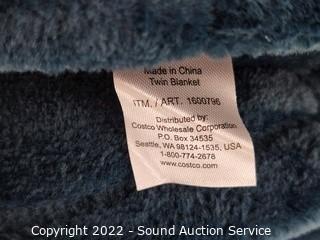 Made in China
Twin Blanket
ITM. / ART. 1600796
Distributed by:
Costco Wholesale Corporation
P.O. Box 34535
Seattle, WA 98124-1535, USA
1-800-774-2678
www.costco.com
Copyright 2022 - Sound Auction Service